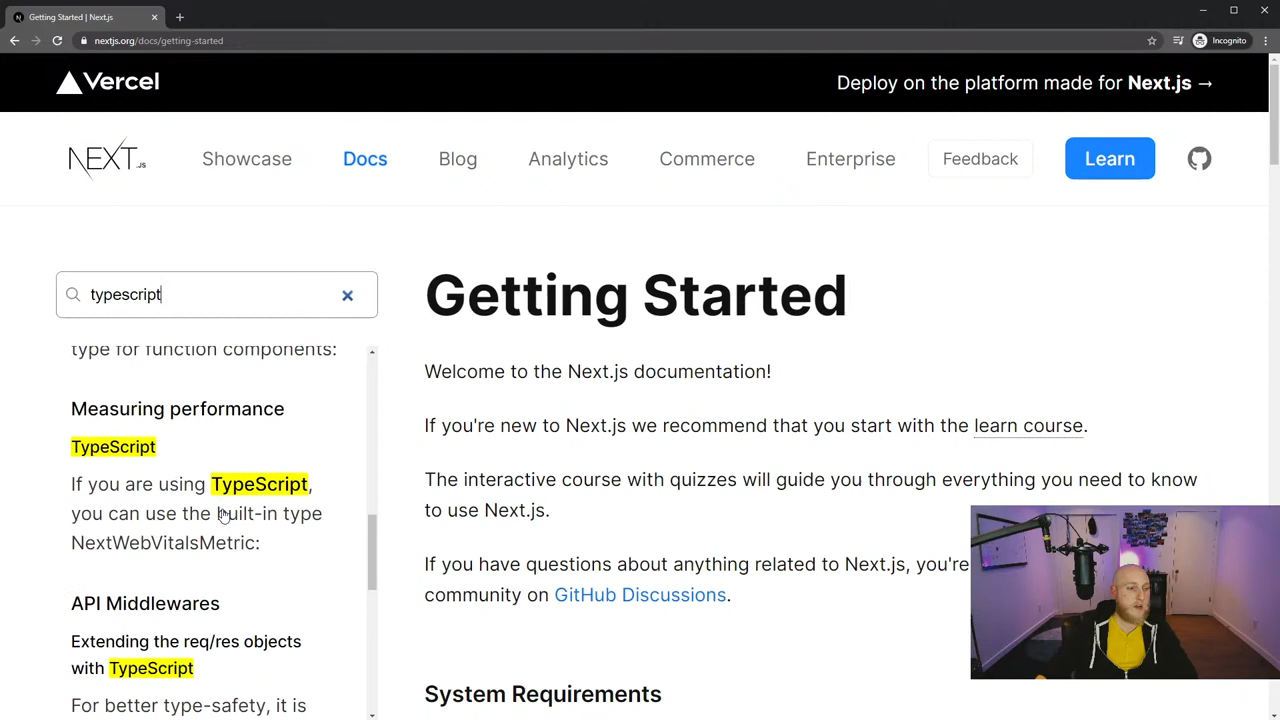 Getting Started | Next.js
nextjs.org/docs/getting-started
Incognito
Vercel
Deploy on the platform made for Next.js →
NEXT.JS
Showcase
Docs
Blog
Analytics
Commerce
Enterprise
Feedback
Learn
typescript
type for function components:
Measuring performance
TypeScript
If you are using TypeScript,
you can use the built-in type
NextWebVitalsMetric:
API Middlewares
Extending the req/res objects
with TypeScript
For better type-safety, it is
Getting Started
Welcome to the Next.js documentation!
If you're new to Next.js we recommend that you start with the learn course.
The interactive course with quizzes will guide you through everything you need to know
to use Next.js.
If you have questions about anything related to Next.js, you're
community on GitHub Discussions.
System Requirements